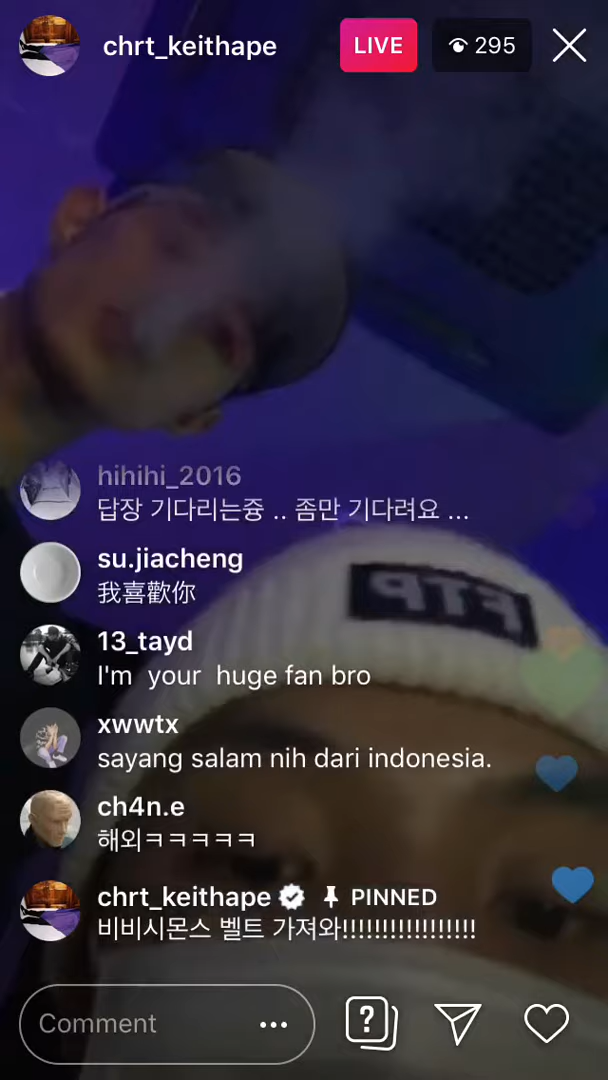 chrt_keithape
LIVE
295
hihihi_2016
답장 기다리는중 .. 좀만 기다려요 ...
su.jiacheng
我喜歡你
13_tayd
I'm  your  huge fan bro
xwwtx
sayang salam nih dari indonesia.
ch4n.e
해외ㅋㅋㅋㅋㅋ
chrt_keithape PINNED
비비시몬스 벨트 가져와!!!!!!!!!!!!!!!!!
FTP
Comment